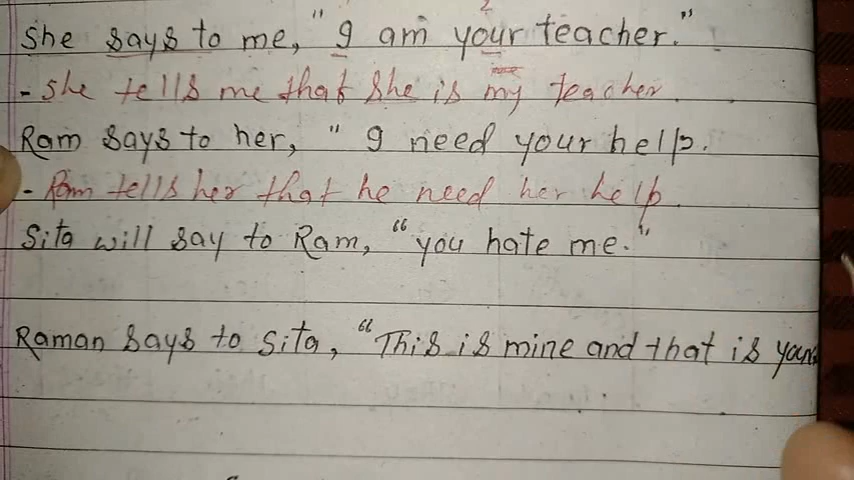 She says to me, "I am your teacher."
- She tells me that She is my teacher.
Ram says to her, "I need your help.
- Ram tells her that he need her help.
Sita will say to Ram, "you hate me."
Raman says to Sita, "This is mine and that is yours